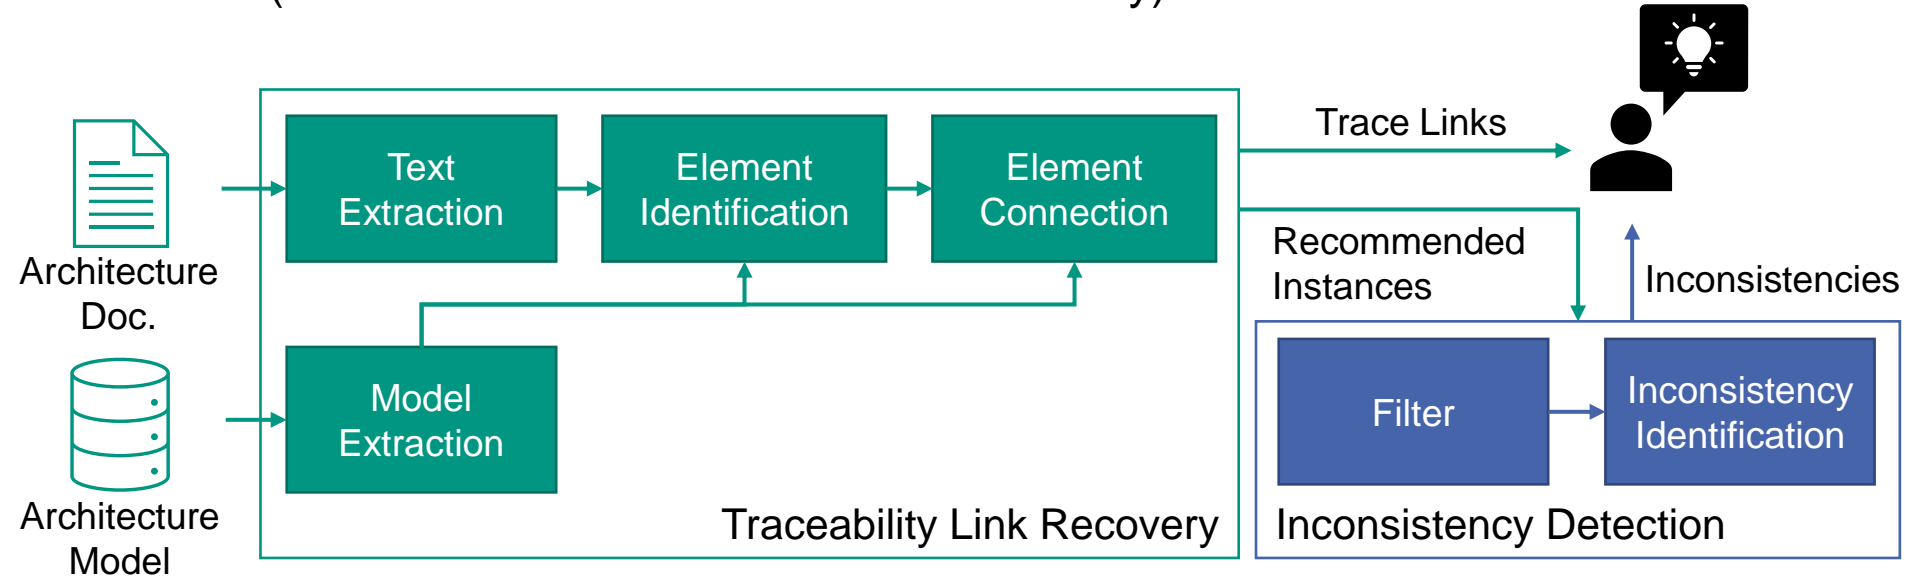 Trace Links
Text
Extraction
Element
Identification
Element
Connection
Architecture
Doc.
Recommended
Instances
Inconsistencies
Model
Extraction
Filter
Inconsistency
Identification
Architecture
Model
Traceability Link Recovery
Inconsistency Detection